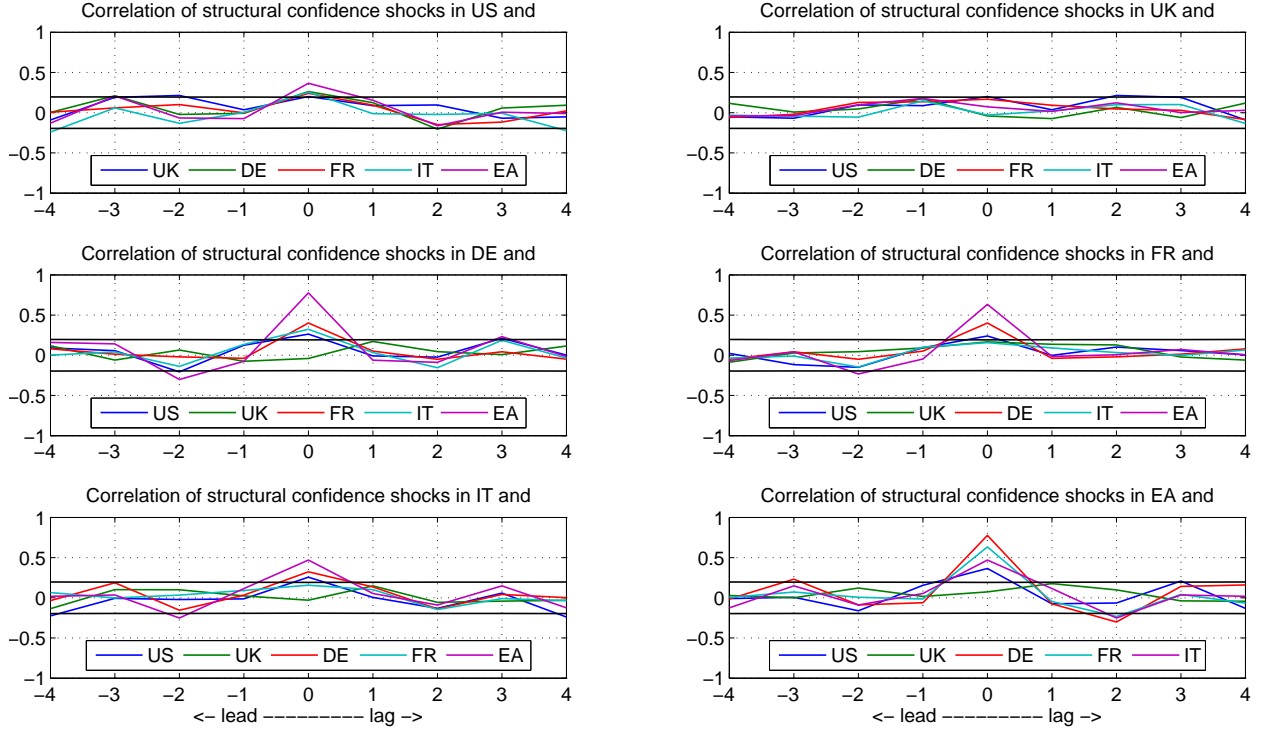 Correlation of structural confidence shocks in US and
1
0.5
0
−0.5
−1
UK DE FR IT EA
−4 −3 −2 −1 0 1 2 3 4
Correlation of structural confidence shocks in UK and
1
0.5
0
−0.5
−1
US DE FR IT EA
−4 −3 −2 −1 0 1 2 3 4
Correlation of structural confidence shocks in DE and
1
0.5
0
−0.5
−1
US UK FR IT EA
−4 −3 −2 −1 0 1 2 3 4
Correlation of structural confidence shocks in FR and
1
0.5
0
−0.5
−1
US UK DE IT EA
−4 −3 −2 −1 0 1 2 3 4
Correlation of structural confidence shocks in IT and
1
0.5
0
−0.5
−1
US UK DE FR EA
−4 −3 −2 −1 0 1 2 3 4
<− lead −−−−−−−−− lag −>
Correlation of structural confidence shocks in EA and
1
0.5
0
−0.5
−1
US UK DE FR IT
−4 −3 −2 −1 0 1 2 3 4
<− lead −−−−−−−−− lag −>